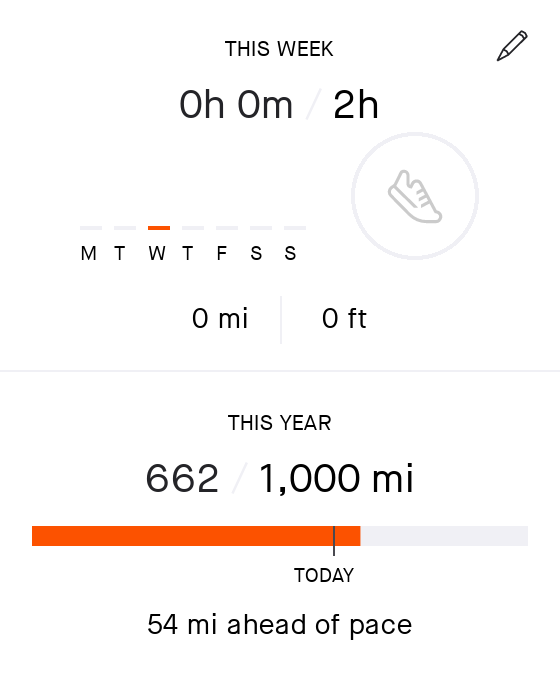 THIS WEEK
0h 0m / 2h
M T W T F S S
0 mi 0 ft
THIS YEAR
662 / 1,000 mi
TODAY
54 mi ahead of pace